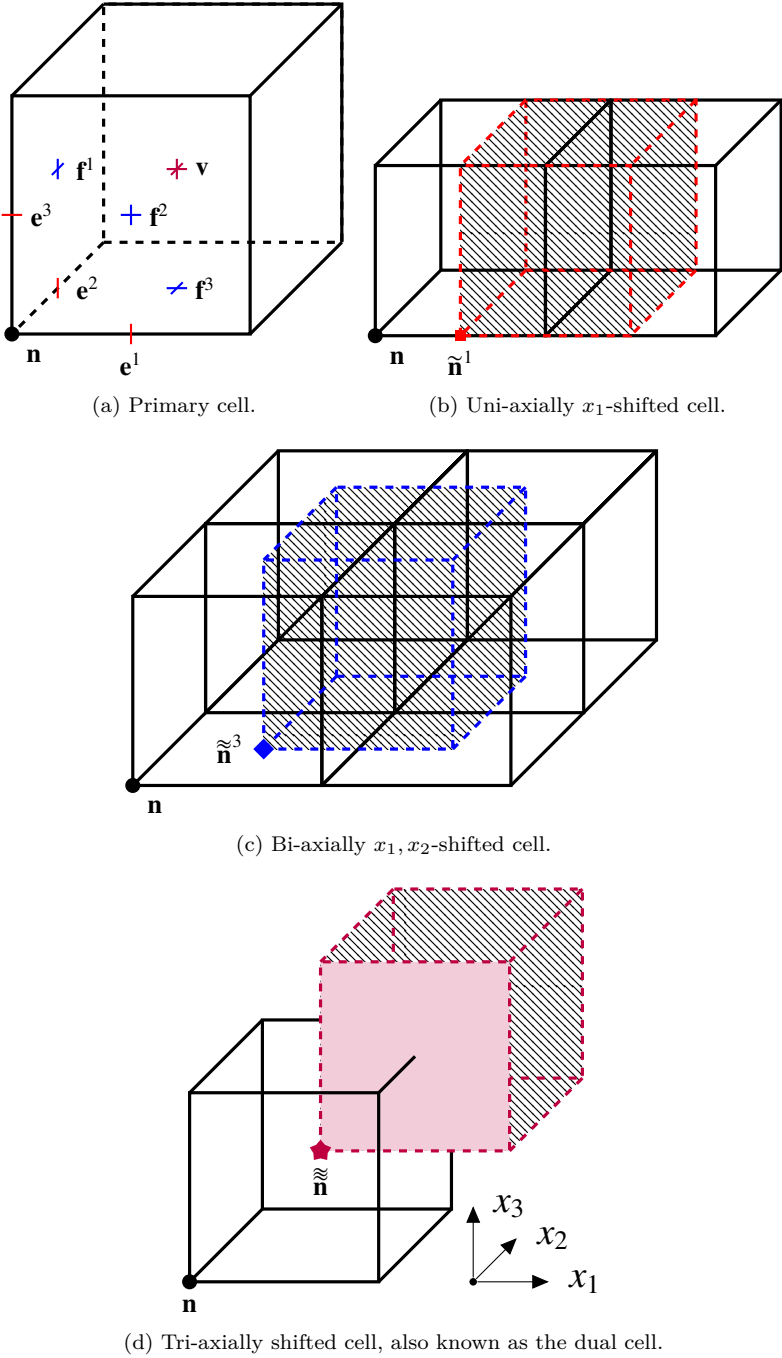 f¹ v
e³ f²
e² f³
n e¹
(a) Primary cell.
n ñ¹
(b) Uni-axially x₁-shifted cell.
ñ̃³
n
(c) Bi-axially x₁, x₂-shifted cell.
ñ̃̃
n
x₃
x₂
x₁
(d) Tri-axially shifted cell, also known as the dual cell.